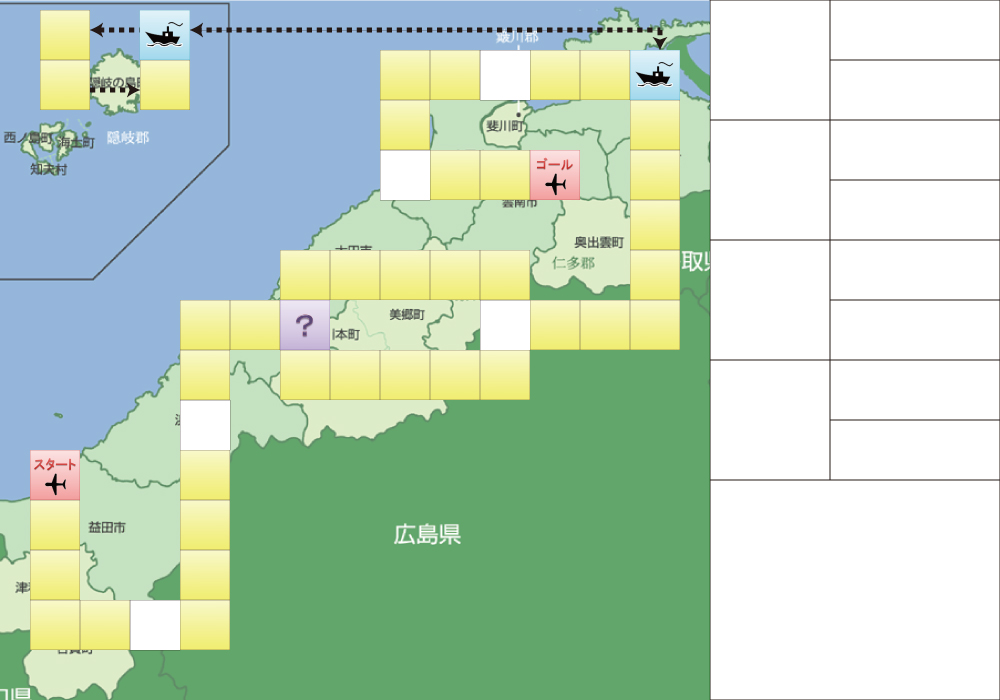 簸川郡
隠岐の島町
西ノ島町
海士町
隠岐郡
知夫村
斐川町
ゴール
雲南市
奥出雲町
仁多郡
大田市
取県
?
美郷町
川本町
スタート
益田市
広島県
吉賀町
口県